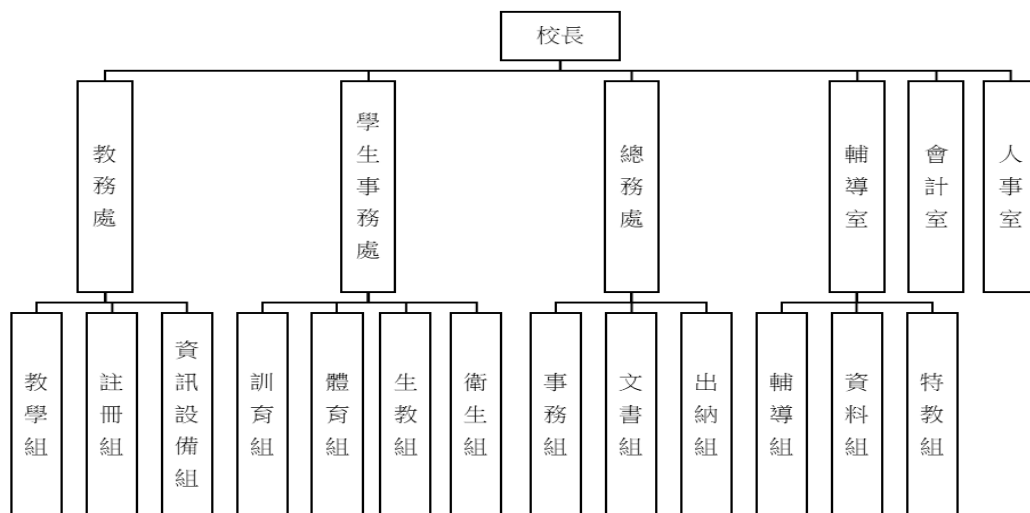 校長
教務處
學生事務處
總務處
輔導室
會計室
人事室
教學組
註冊組
資訊設備組
訓育組
體育組
生教組
衛生組
事務組
文書組
出納組
輔導組
資料組
特教組